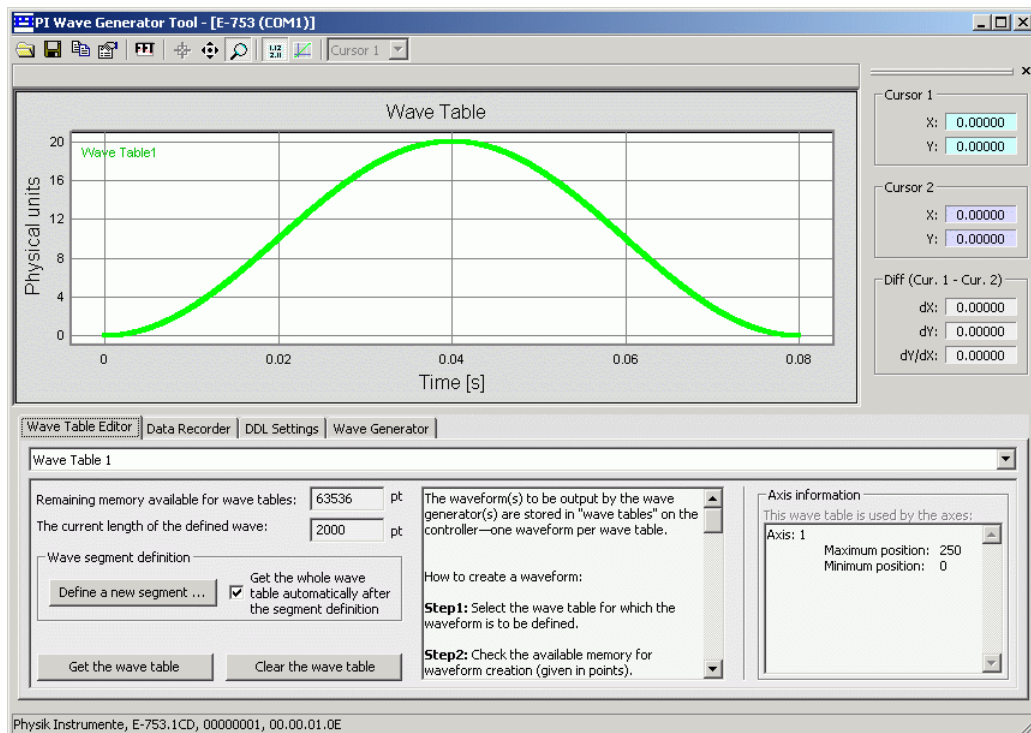 PI Wave Generator Tool - [E-753 (COM1)]
FFT
Cursor 1
Wave Table
Wave Table1
Physical units
20
16
12
8
4
0
0
0.02
0.04
0.06
0.08
Time [s]
x
Cursor 1
X: 0.00000
Y: 0.00000
Cursor 2
X: 0.00000
Y: 0.00000
Diff (Cur. 1 - Cur. 2)
dX: 0.00000
dY: 0.00000
dY/dX: 0.00000
Wave Table Editor
Data Recorder
DDL Settings
Wave Generator
Wave Table 1
Remaining memory available for wave tables: 63536 pt
The current length of the defined wave: 2000 pt
Wave segment definition
Define a new segment ...
Get the whole wave
table automatically after
the segment definition
Get the wave table
Clear the wave table
The waveform(s) to be output by the wave
generator(s) are stored in "wave tables" on the
controller—one waveform per wave table.
How to create a waveform:
Step1: Select the wave table for which the
waveform is to be defined.
Step2: Check the available memory for
waveform creation (given in points).
Axis information
This wave table is used by the axes:
Axis: 1
Maximum position: 250
Minimum position: 0
Physik Instrumente, E-753.1CD, 00000001, 00.00.01.0E